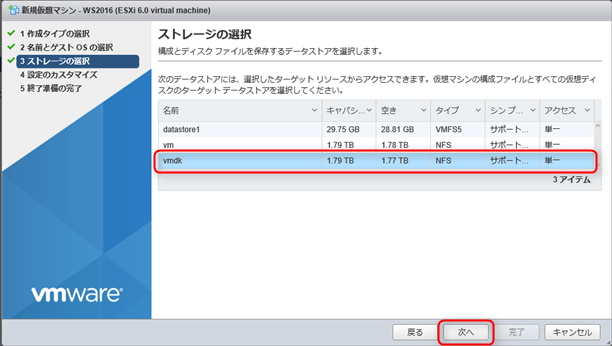 新規仮想マシン - WS2016 (ESXi 6.0 virtual machine)
1 作成タイプの選択
2 名前とゲスト OS の選択
3 ストレージの選択
4 設定のカスタマイズ
5 終了準備の完了
ストレージの選択
構成とディスク ファイルを保存するデータストアを選択します。
次のデータストアには、選択したターゲット リソースからアクセスできます。仮想マシンの構成ファイルとすべての仮想ディ
スクのターゲット データストアを選択してください。
名前 キャパシ... 空き タイプ シン プ... アクセス
datastore1 29.75 GB 28.81 GB VMFS5 サポート... 単一
vm 1.79 TB 1.78 TB NFS サポート... 単一
vmdk 1.79 TB 1.77 TB NFS サポート... 単一
3 アイテム
vmware
戻る 次へ 完了 キャンセル